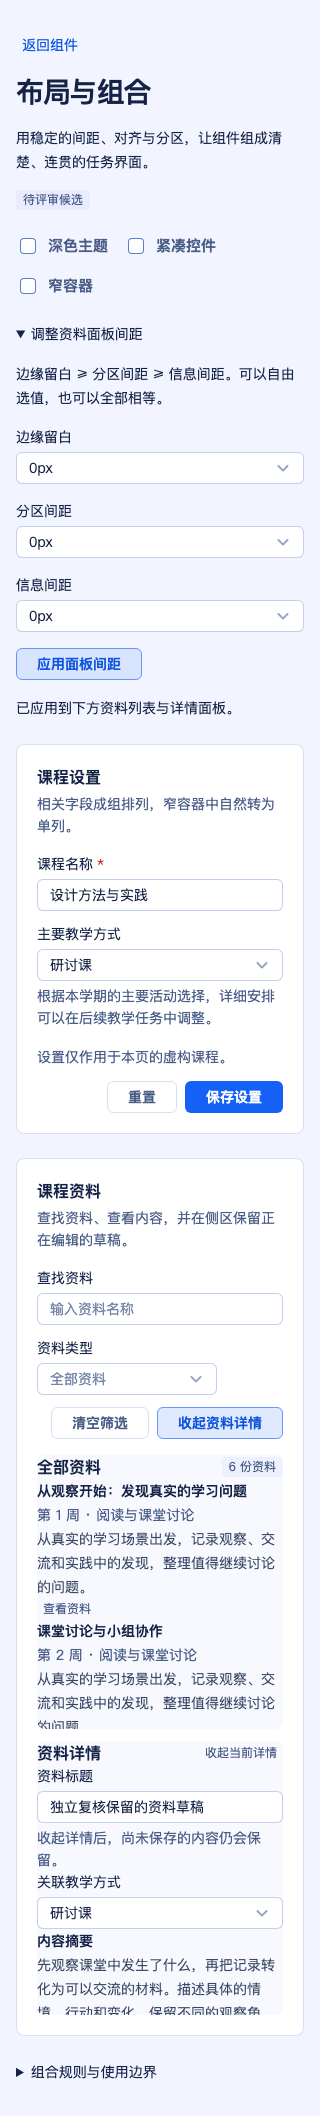 返回组件
布局与组合
用稳定的间距、对齐与分区，让组件组成清
楚、连贯的任务界面。
待评审候选
深色主题 紧凑控件
窄容器
▼ 调整资料面板间距
边缘留白 ≥ 分区间距 ≥ 信息间距。可以自由
选值，也可以全部相等。
边缘留白
0px
分区间距
0px
信息间距
0px
应用面板间距
已应用到下方资料列表与详情面板。
课程设置
相关字段成组排列，窄容器中自然转为
单列。
课程名称 *
设计方法与实践
主要教学方式
研讨课
根据本学期的主要活动选择，详细安排
可以在后续教学任务中调整。
设置仅作用于本页的虚构课程。
重置 保存设置
课程资料
查找资料、查看内容，并在侧区保留正
在编辑的草稿。
查找资料
输入资料名称
资料类型
全部资料
清空筛选 收起资料详情
全部资料 6 份资料
从观察开始：发现真实的学习问题
第 1 周 · 阅读与课堂讨论
从真实的学习场景出发，记录观察、交
流和实践中的发现，整理值得继续讨论
的问题。
查看资料
课堂讨论与小组协作
第 2 周 · 阅读与课堂讨论
从真实的学习场景出发，记录观察、交
流和实践中的发现，整理值得继续讨论
的问题
资料详情 收起当前详情
资料标题
独立复核保留的资料草稿
收起详情后，尚未保存的内容仍会保
留。
关联教学方式
研讨课
内容摘要
先观察课堂中发生了什么，再把记录转
化为可以交流的材料。描述具体的情
境、行动和变化，保留不同的观察角
▶ 组合规则与使用边界